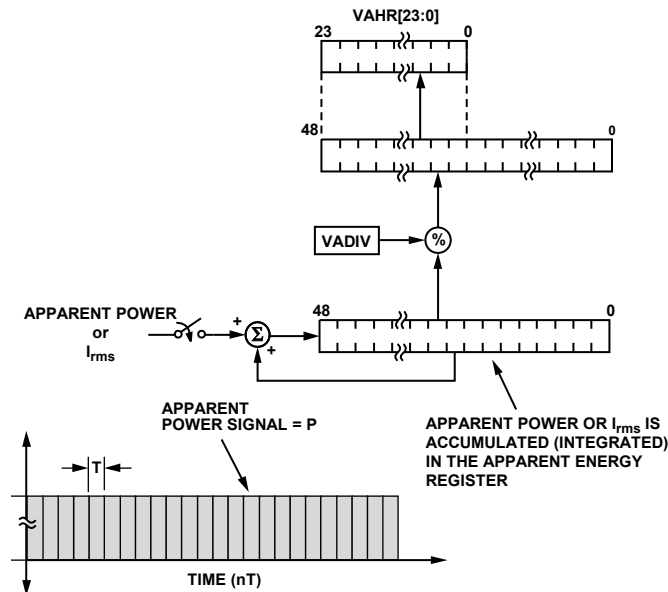 VAHR[23:0]
23 0
48 0
VADIV %
48 0
APPARENT POWER
or
Irms
+
Σ
+
APPARENT
POWER SIGNAL = P
APPARENT POWER OR Irms IS
ACCUMULATED (INTEGRATED)
IN THE APPARENT ENERGY
REGISTER
T
TIME (nT)